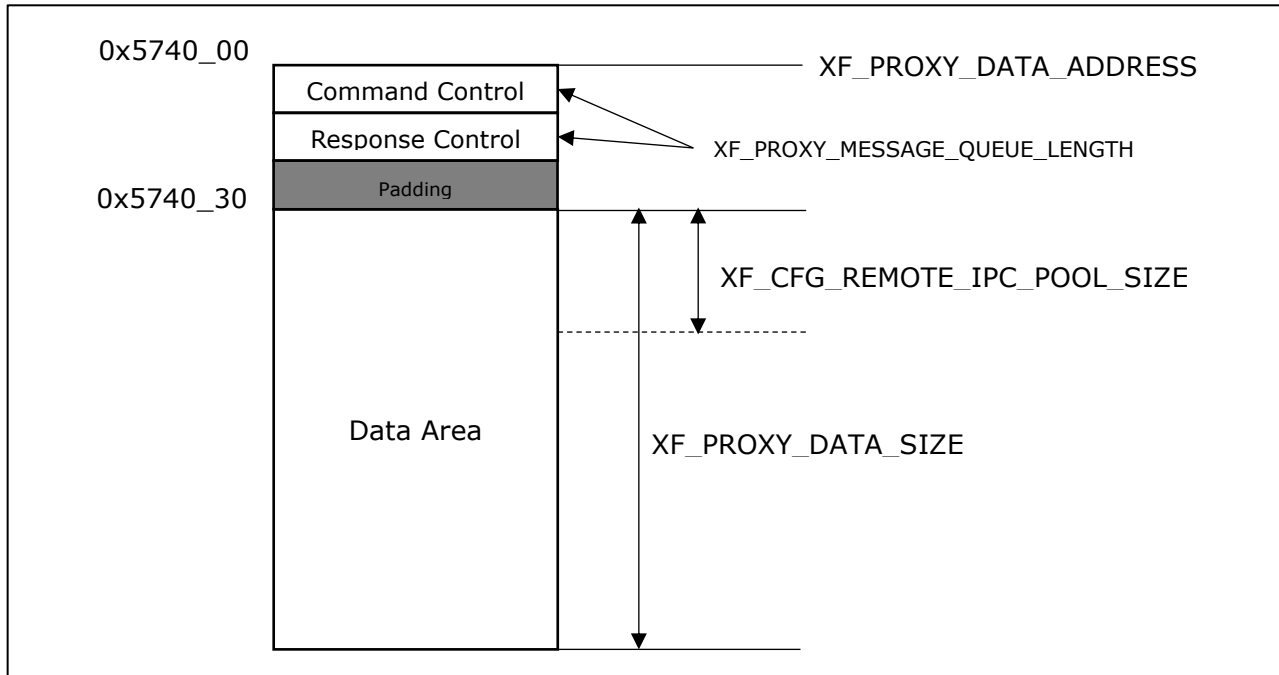 0x5740_00
XF_PROXY_DATA_ADDRESS
Command Control
Response Control
XF_PROXY_MESSAGE_QUEUE_LENGTH
Padding
0x5740_30
XF_CFG_REMOTE_IPC_POOL_SIZE
Data Area
XF_PROXY_DATA_SIZE